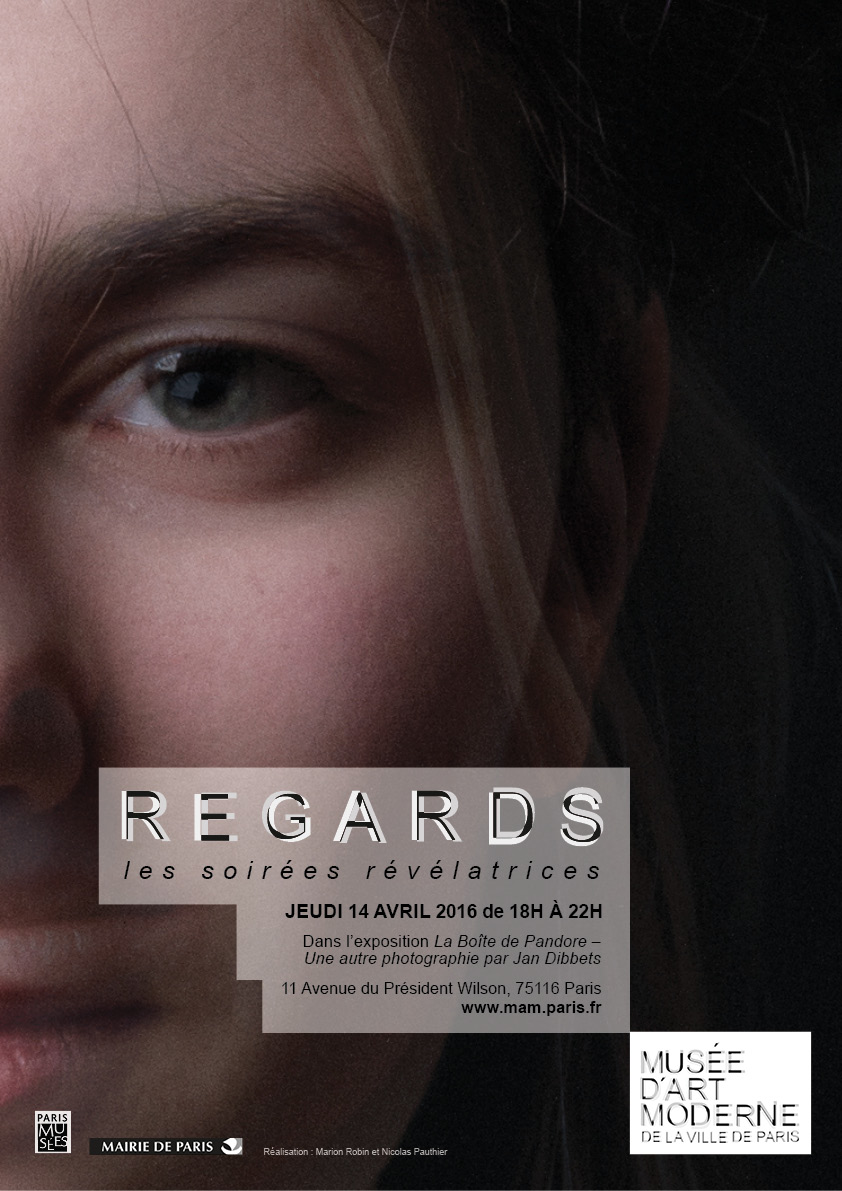 REGARDS
les soirées révélatrices
JEUDI 14 AVRIL 2016 de 18H À 22H
Dans l'exposition La Boîte de Pandore –
Une autre photographie par Jan Dibbets
11 Avenue du Président Wilson, 75116 Paris
www.mam.paris.fr
MUSÉE
D'ART
MODERNE
DE LA VILLE DE PARIS
PARIS
MU
SÉES
MAIRIE DE PARIS
Réalisation : Marion Robin et Nicolas Pauthier